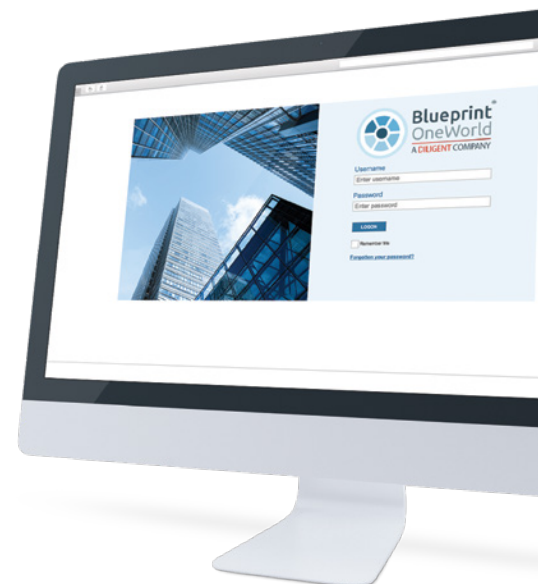 Blueprint®
OneWorld
A DILIGENT COMPANY
Username
Enter username
Password
Enter password
LOGIN
Remember Me
Forgotten your password?